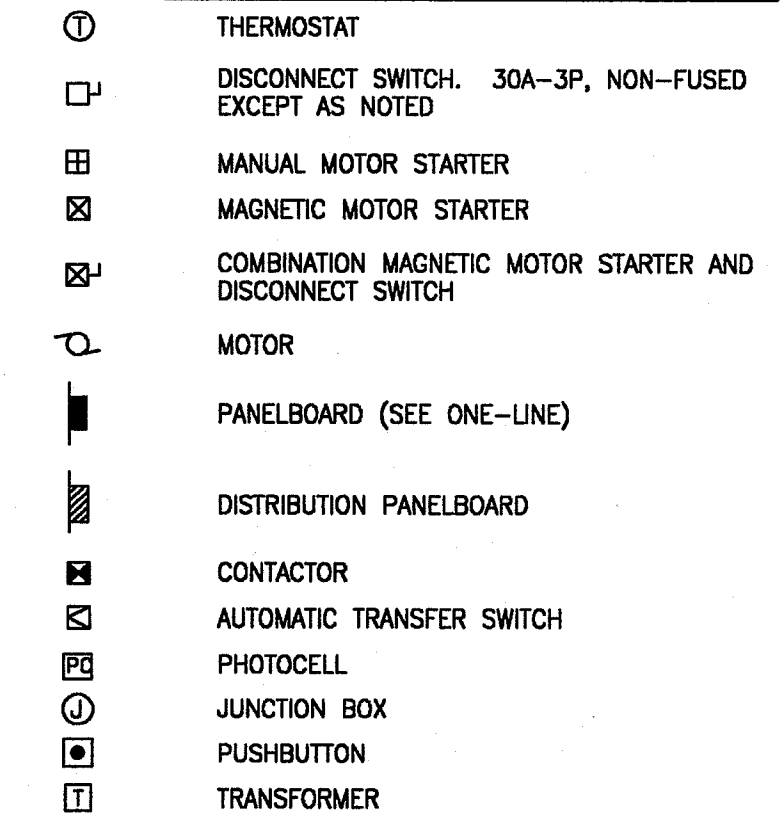 T THERMOSTAT
DISCONNECT SWITCH. 30A-3P, NON-FUSED
EXCEPT AS NOTED
MANUAL MOTOR STARTER
MAGNETIC MOTOR STARTER
COMBINATION MAGNETIC MOTOR STARTER AND
DISCONNECT SWITCH
MOTOR
PANELBOARD (SEE ONE-LINE)
DISTRIBUTION PANELBOARD
CONTACTOR
AUTOMATIC TRANSFER SWITCH
PC PHOTOCELL
J JUNCTION BOX
PUSHBUTTON
T TRANSFORMER